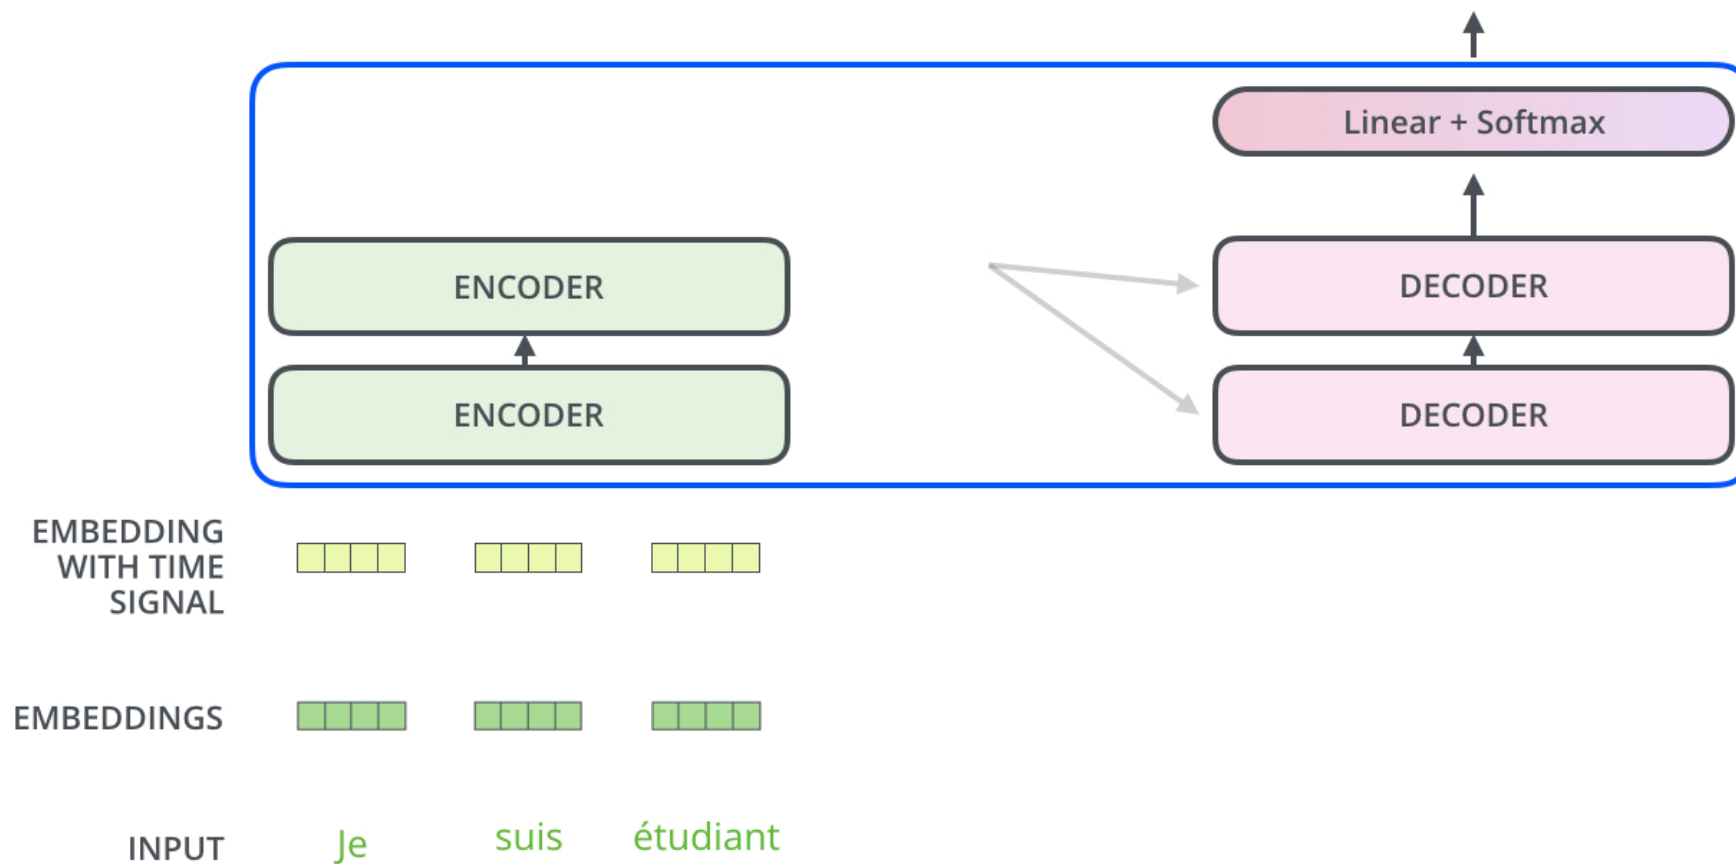 Linear + Softmax
ENCODER
DECODER
ENCODER
DECODER
EMBEDDING
WITH TIME
SIGNAL
EMBEDDINGS
INPUT
Je
suis
étudiant